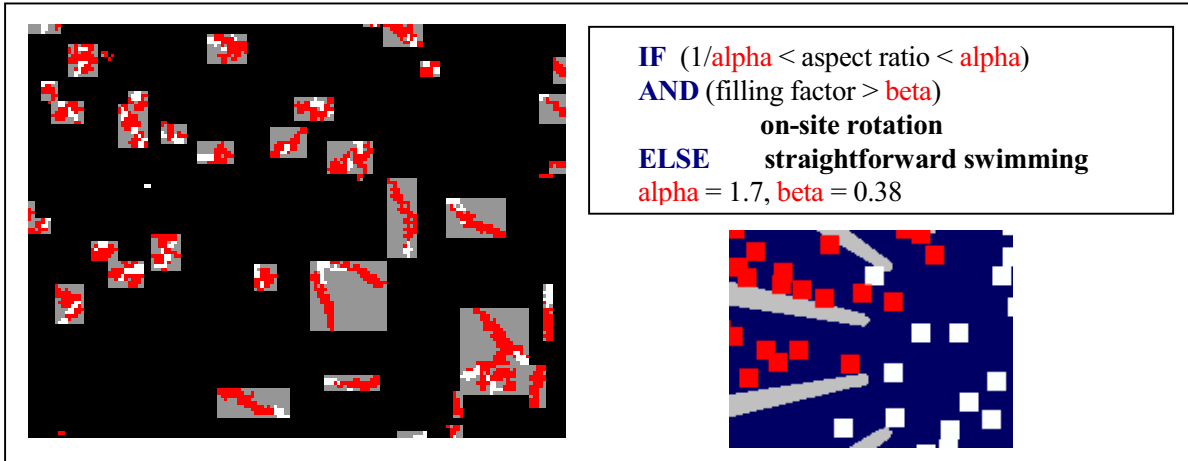 IF (1/alpha < aspect ratio < alpha)
AND (filling factor > beta)
on-site rotation
ELSE straightforward swimming
alpha = 1.7, beta = 0.38